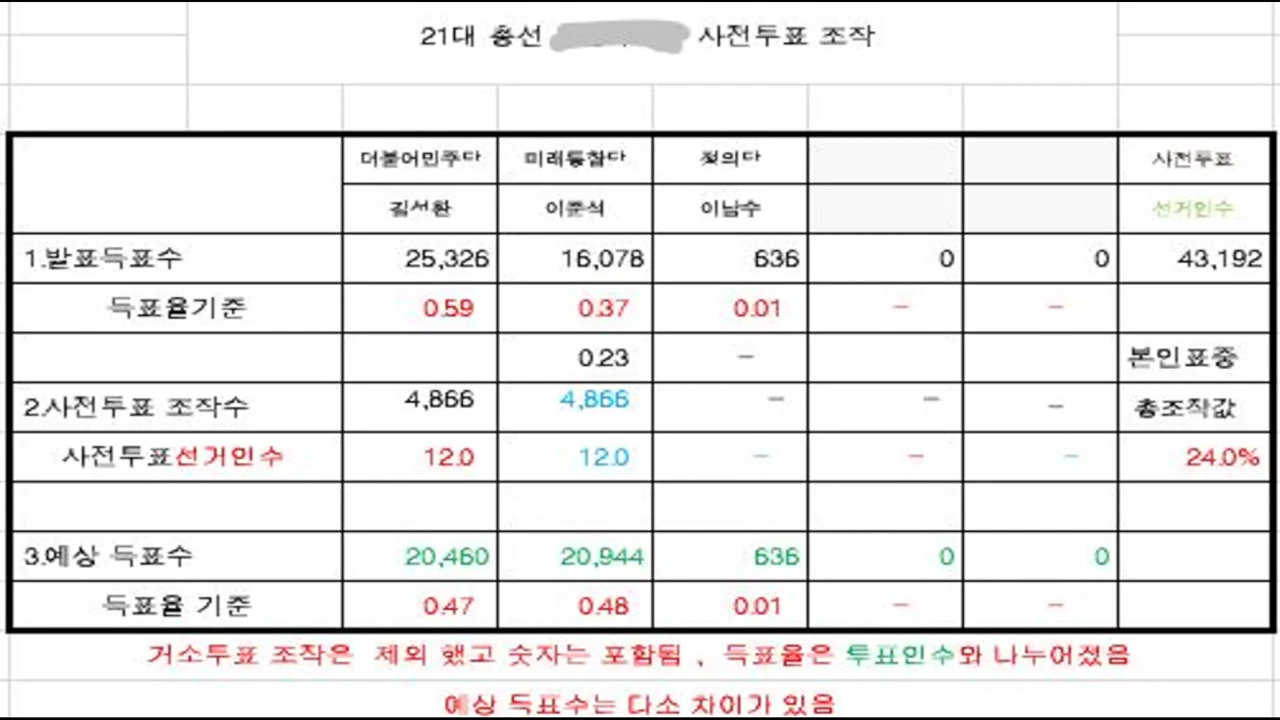 21대 총선 사전투표 조작
더불어민주다 미래통합다 정의다 사전투표
김성환 이준석 이남수 선거인수
1.발표득표수 25,326 16,078 636 0 0 43,192
득표율기준 0.59 0.37 0.01 – –
0.23 – 본인표중
2.사전투표 조작수 4,866 4,866 – – –총조작값
사전투표선거인수 12.0 12.0 – – – 24.0%
3.예상 득표수 20,460 20,944 636 0 0
득표율 기준 0.47 0.48 0.01 – –
거소투표 조작은 제외 했고 숫자는 포함됨 , 득표율은 투표인수와 나누어졌음
예상 득표수는 다소 차이가 있음